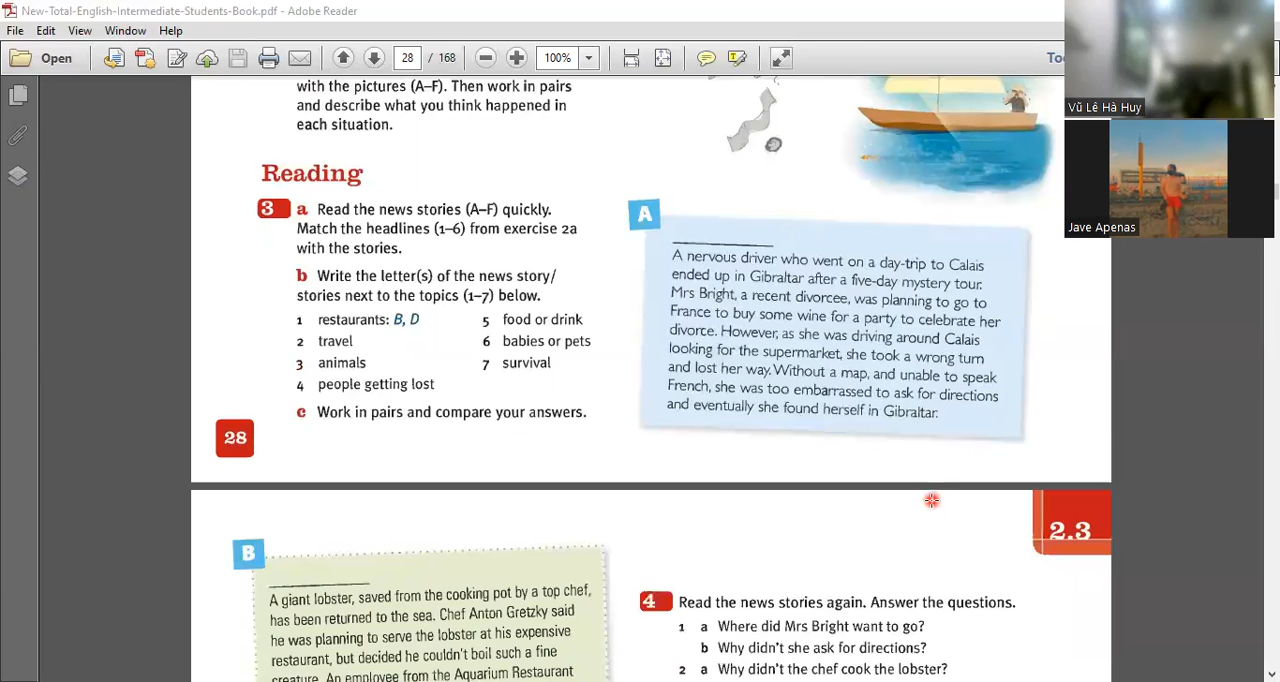 New-Total-English-Intermediate-Students-Book.pdf - Adobe Reader
File Edit View Window Help
Open 28 / 168 100% Too
with the pictures (A–F). Then work in pairs
and describe what you think happened in
each situation.
Reading
3 a Read the news stories (A–F) quickly.
Match the headlines (1–6) from exercise 2a
with the stories.
b Write the letter(s) of the news story/
stories next to the topics (1–7) below.
1 restaurants: B, D 5 food or drink
2 travel 6 babies or pets
3 animals 7 survival
4 people getting lost
c Work in pairs and compare your answers.
28
A
A nervous driver who went on a day-trip to Calais
ended up in Gibraltar after a five-day mystery tour.
Mrs Bright, a recent divorcee, was planning to go to
France to buy some wine for a party to celebrate her
divorce. However, as she was driving around Calais
looking for the supermarket, she took a wrong turn
and lost her way. Without a map, and unable to speak
French, she was too embarrassed to ask for directions
and eventually she found herself in Gibraltar.
Vũ Lê Hà Huy
Jave Apenas
2.3
B
A giant lobster, saved from the cooking pot by a top chef,
has been returned to the sea. Chef Anton Gretzky said
he was planning to serve the lobster at his expensive
restaurant, but decided he couldn't boil such a fine
creature. An employee from the Aquarium Restaurant
4 Read the news stories again. Answer the questions.
1 a Where did Mrs Bright want to go?
b Why didn't she ask for directions?
2 a Why didn't the chef cook the lobster?